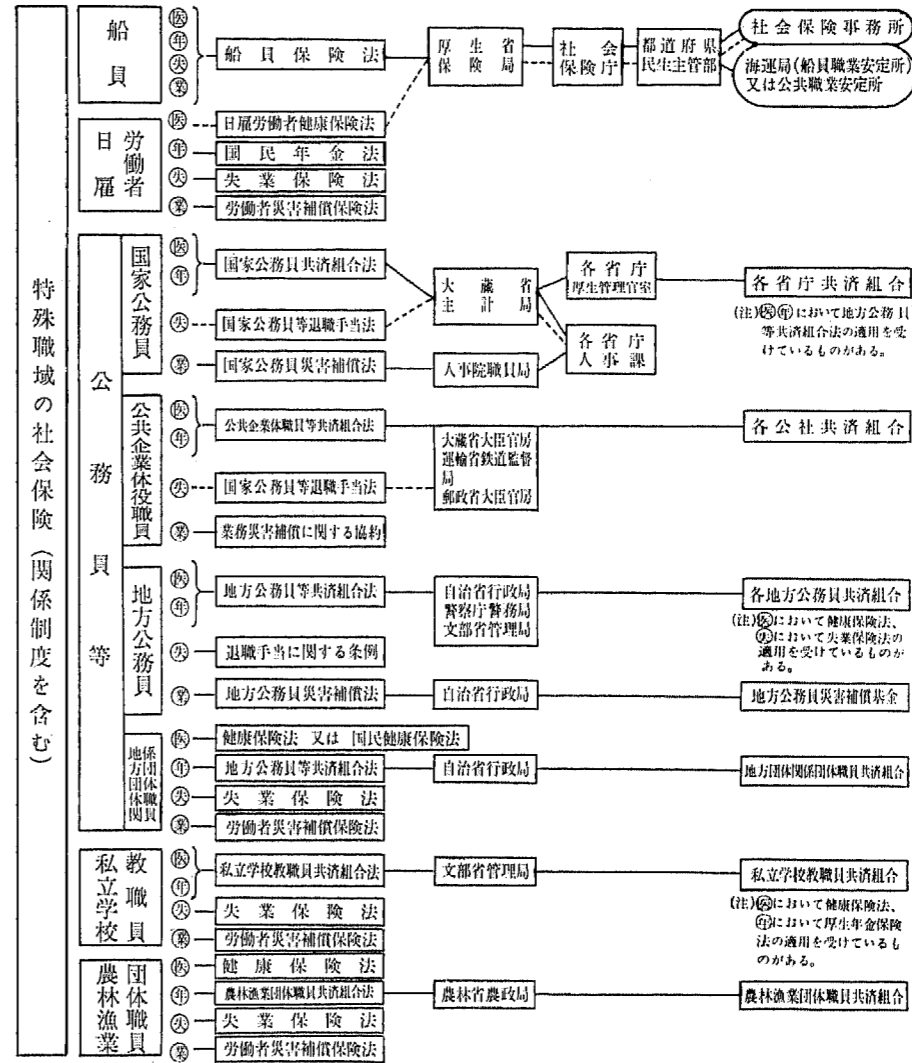 特殊職域の社会保険（関係制度を含む）
船員
医
年
失
業
船員保険法
厚生省
保険局
社会
保険庁
都道府県
民生主管部
社会保険事務所
海運局（船員職業安定所）
又は公共職業安定所
日雇労働者
医
日雇労働者健康保険法
年
国民年金法
失
失業保険法
業
労働者災害補償保険法
公務員等
国家公務員
医
年
国家公務員共済組合法
大蔵省
主計局
各省庁
厚生管理官室
各省庁共済組合
（注）医年において地方公務員
等共済組合法の適用を受
けているものがある。
失
国家公務員等退職手当法
各省庁
人事課
業
国家公務員災害補償法
人事院職員局
公共企業体役職員
医
年
公共企業体職員等共済組合法
大蔵省大臣官房
運輸省鉄道監督
局
郵政省大臣官房
各公社共済組合
失
国家公務員等退職手当法
業
業務災害補償に関する協約
地方公務員
医
年
地方公務員等共済組合法
自治省行政局
警察庁警務局
文部省管理局
各地方公務員共済組合
（注）医において健康保険法、
失において失業保険法の
適用を受けているものが
ある。
失
退職手当に関する条例
業
地方公務員災害補償法
自治省行政局
地方公務員災害補償基金
地方団体関係団体職員
医
健康保険法 又は 国民健康保険法
年
地方公務員等共済組合法
自治省行政局
地方団体関係団体職員共済組合
失
失業保険法
業
労働者災害補償保険法
私立学校教職員
医
年
私立学校教職員共済組合法
文部省管理局
私立学校教職員共済組合
（注）医において健康保険法、
年において厚生年金保険
法の適用を受けているも
のがある。
失
失業保険法
業
労働者災害補償保険法
農林漁業団体職員
医
健康保険法
年
農林漁業団体職員共済組合法
農林省農政局
農林漁業団体職員共済組合
失
失業保険法
業
労働者災害補償保険法